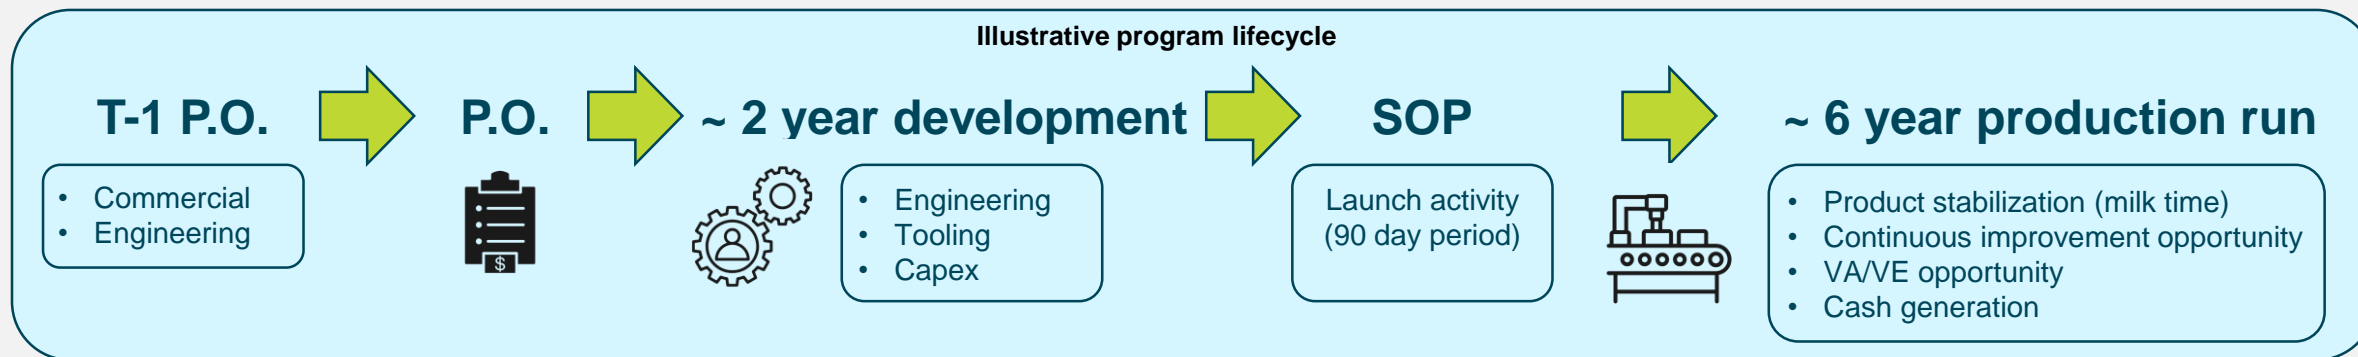 Illustrative program lifecycle
T-1 P.O.
P.O.
~ 2 year development
SOP
~ 6 year production run
• Commercial
• Engineering
$
• Engineering
• Tooling
• Capex
Launch activity
(90 day period)
• Product stabilization (milk time)
• Continuous improvement opportunity
• VA/VE opportunity
• Cash generation